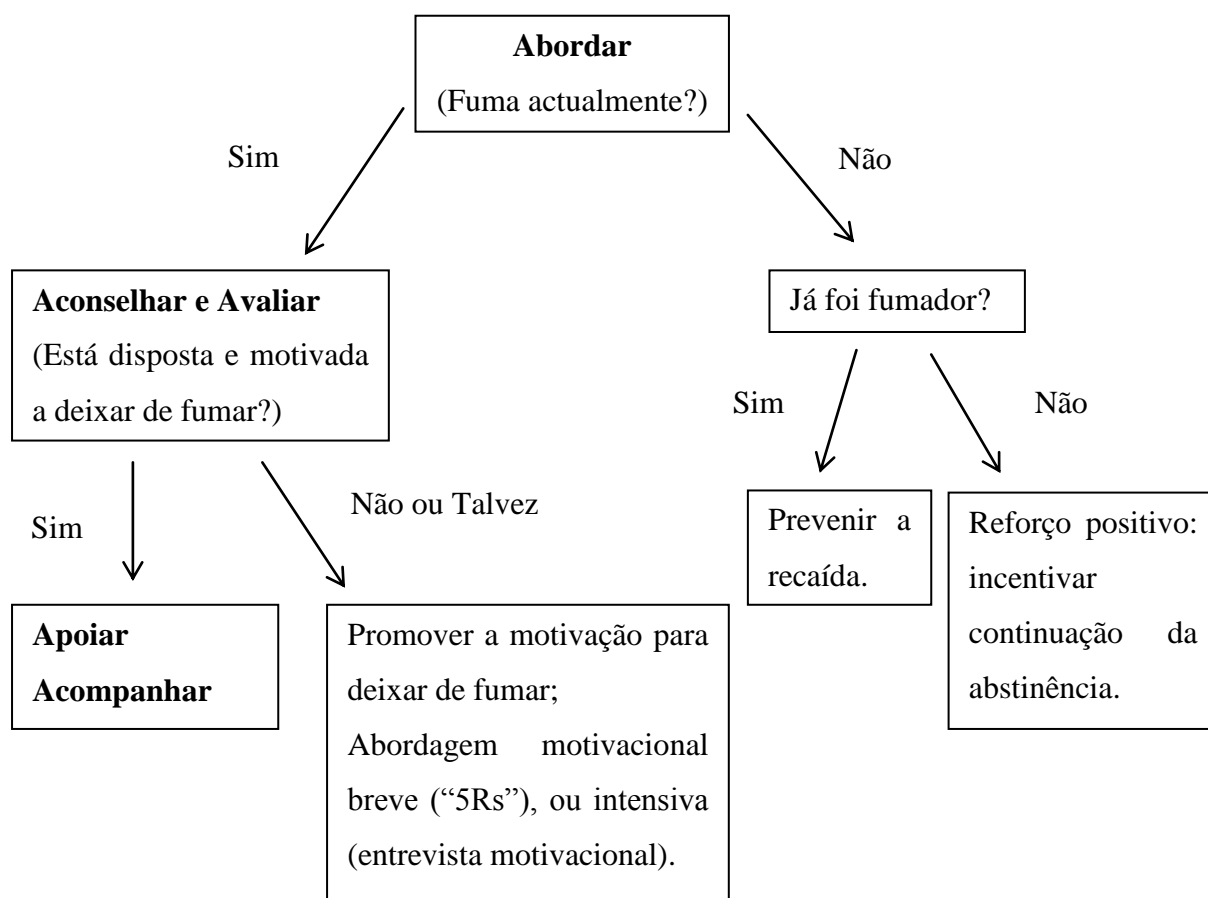 Abordar
(Fuma actualmente?)
Sim
Não
Aconselhar e Avaliar
(Está disposta e motivada
a deixar de fumar?)
Já foi fumador?
Sim
Não ou Talvez
Sim
Não
Apoiar
Acompanhar
Promover a motivação para
deixar de fumar;
Abordagem motivacional
breve (“5Rs”), ou intensiva
(entrevista motivacional).
Prevenir a
recaída.
Reforço positivo:
incentivar
continuação da
abstinência.